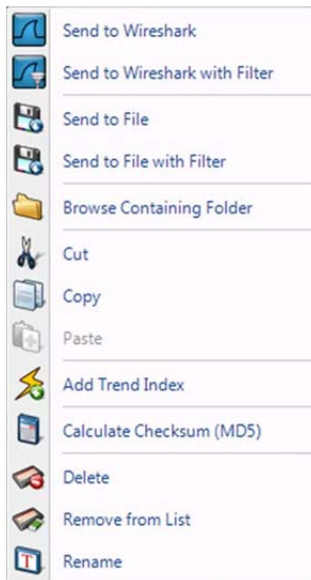 Send to Wireshark
Send to Wireshark with Filter
Send to File
Send to File with Filter
Browse Containing Folder
Cut
Copy
Paste
Add Trend Index
Calculate Checksum (MD5)
Delete
Remove from List
Rename